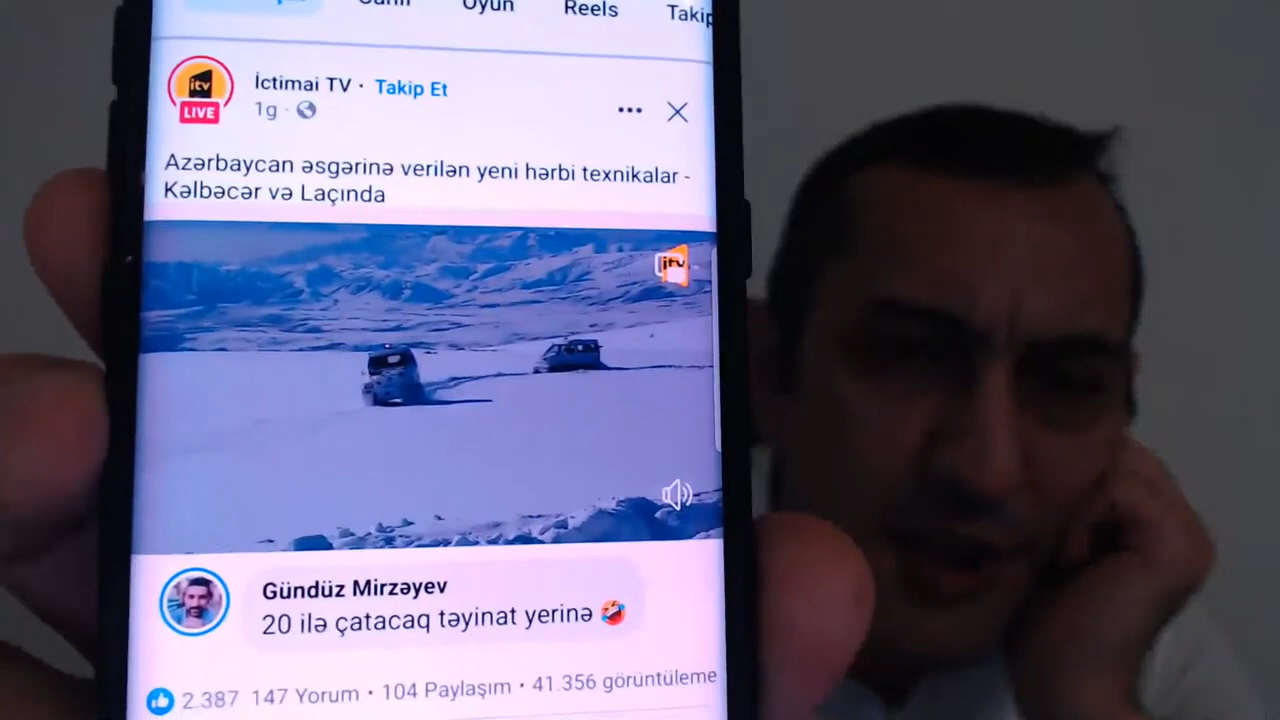 Oyun
Reels
itv
LIVE
İctimai TV · Takip Et
1g
Azərbaycan əsgərinə verilən yeni hərbi texnikalar -
Kəlbəcər və Laçında
itv
Gündüz Mirzəyev
20 ilə çatacaq təyinat yerinə 🤣
2.387 147 Yorum • 104 Paylaşım • 41.356 görüntüleme